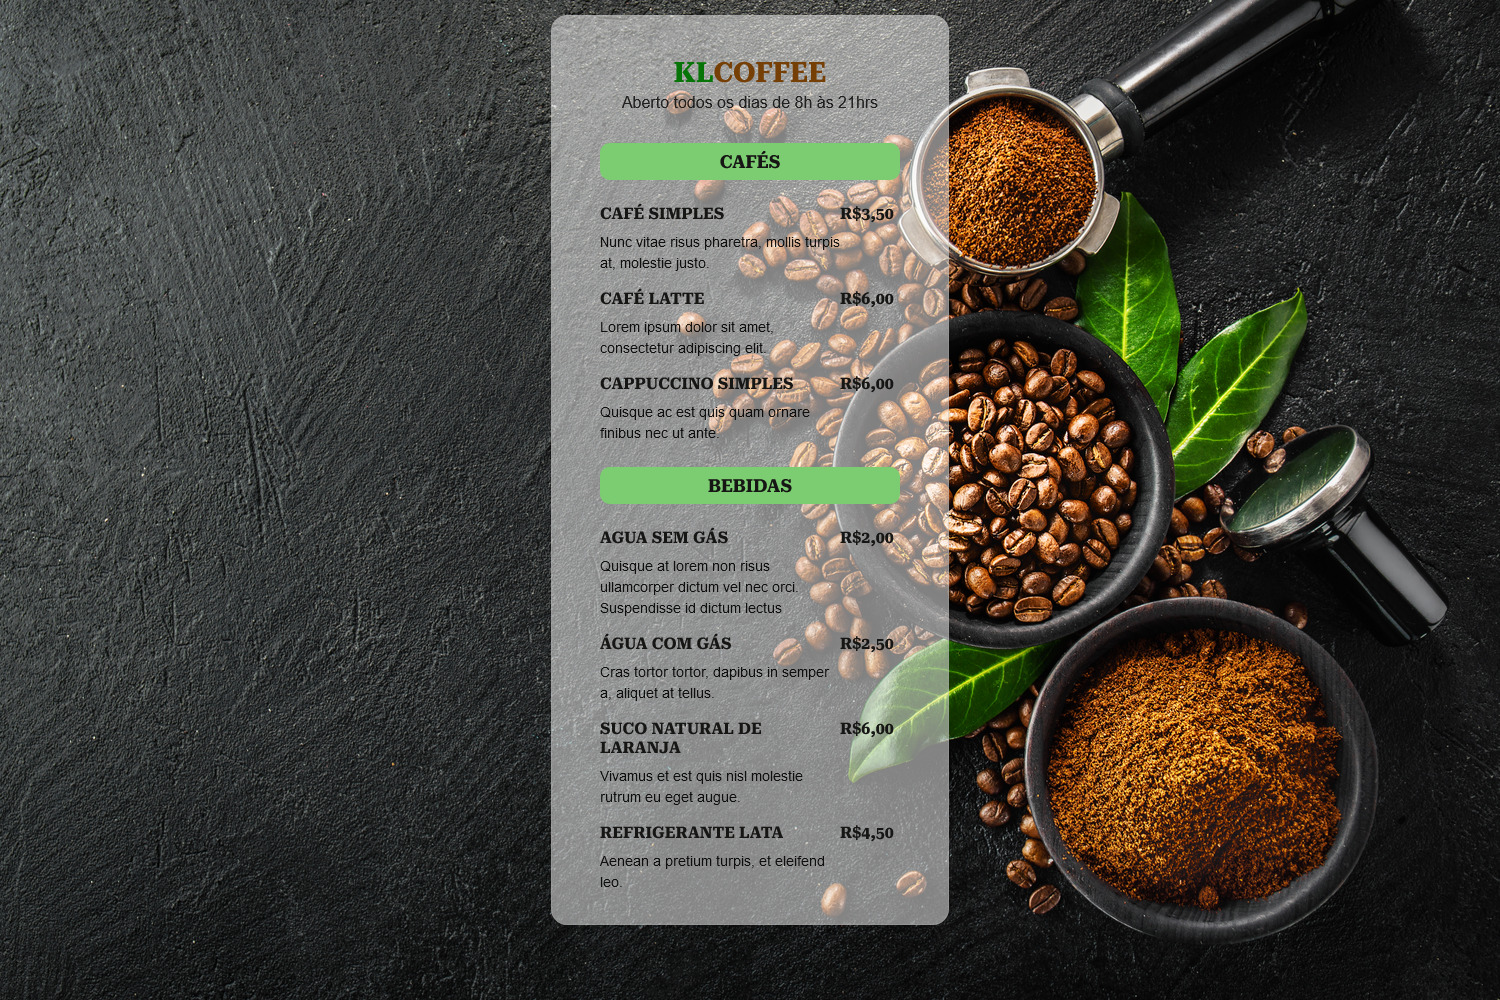 KLCOFFEE
Aberto todos os dias de 8h às 21hrs
CAFÉS
CAFÉ SIMPLES R$3,50
Nunc vitae risus pharetra, mollis turpis
at, molestie justo.
CAFÉ LATTE R$6,00
Lorem ipsum dolor sit amet,
consectetur adipiscing elit.
CAPPUCCINO SIMPLES R$6,00
Quisque ac est quis quam ornare
finibus nec ut ante.
BEBIDAS
AGUA SEM GÁS R$2,00
Quisque at lorem non risus
ullamcorper dictum vel nec orci.
Suspendisse id dictum lectus
ÁGUA COM GÁS R$2,50
Cras tortor tortor, dapibus in semper
a, aliquet at tellus.
SUCO NATURAL DE R$6,00
LARANJA
Vivamus et est quis nisl molestie
rutrum eu eget augue.
REFRIGERANTE LATA R$4,50
Aenean a pretium turpis, et eleifend
leo.